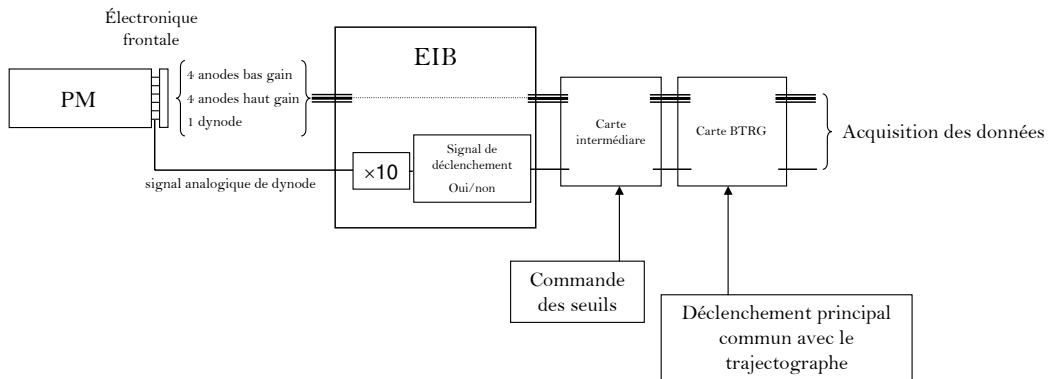 Électronique
frontale
EIB
PM
4 anodes bas gain
4 anodes haut gain
1 dynode
Carte
intermédiare
Carte BTRG
Acquisition des données
Signal de
déclenchement
Oui/non
×10
signal analogique de dynode
Commande
des seuils
Déclenchement principal
commun avec le
trajectographe